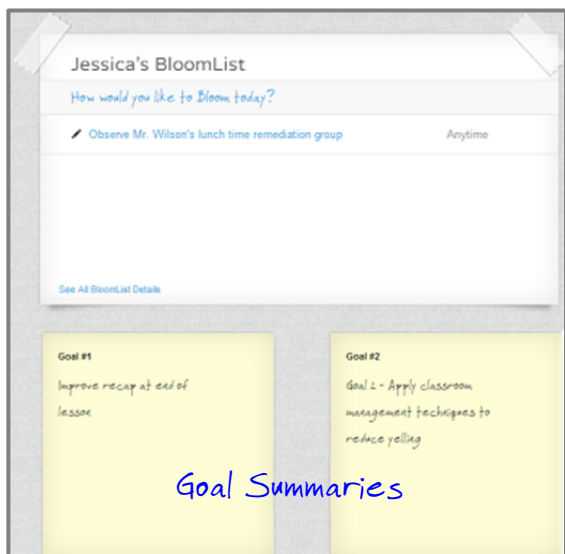 Jessica's BloomList
How would you like to Bloom today?
Observe Mr. Wilson's lunch time remediation group Anytime
See All BloomList Details
Goal #1
Improve recap at end of
lesson
Goal #2
Goal 2 - Apply classroom
management techniques to
reduce yelling
Goal Summaries